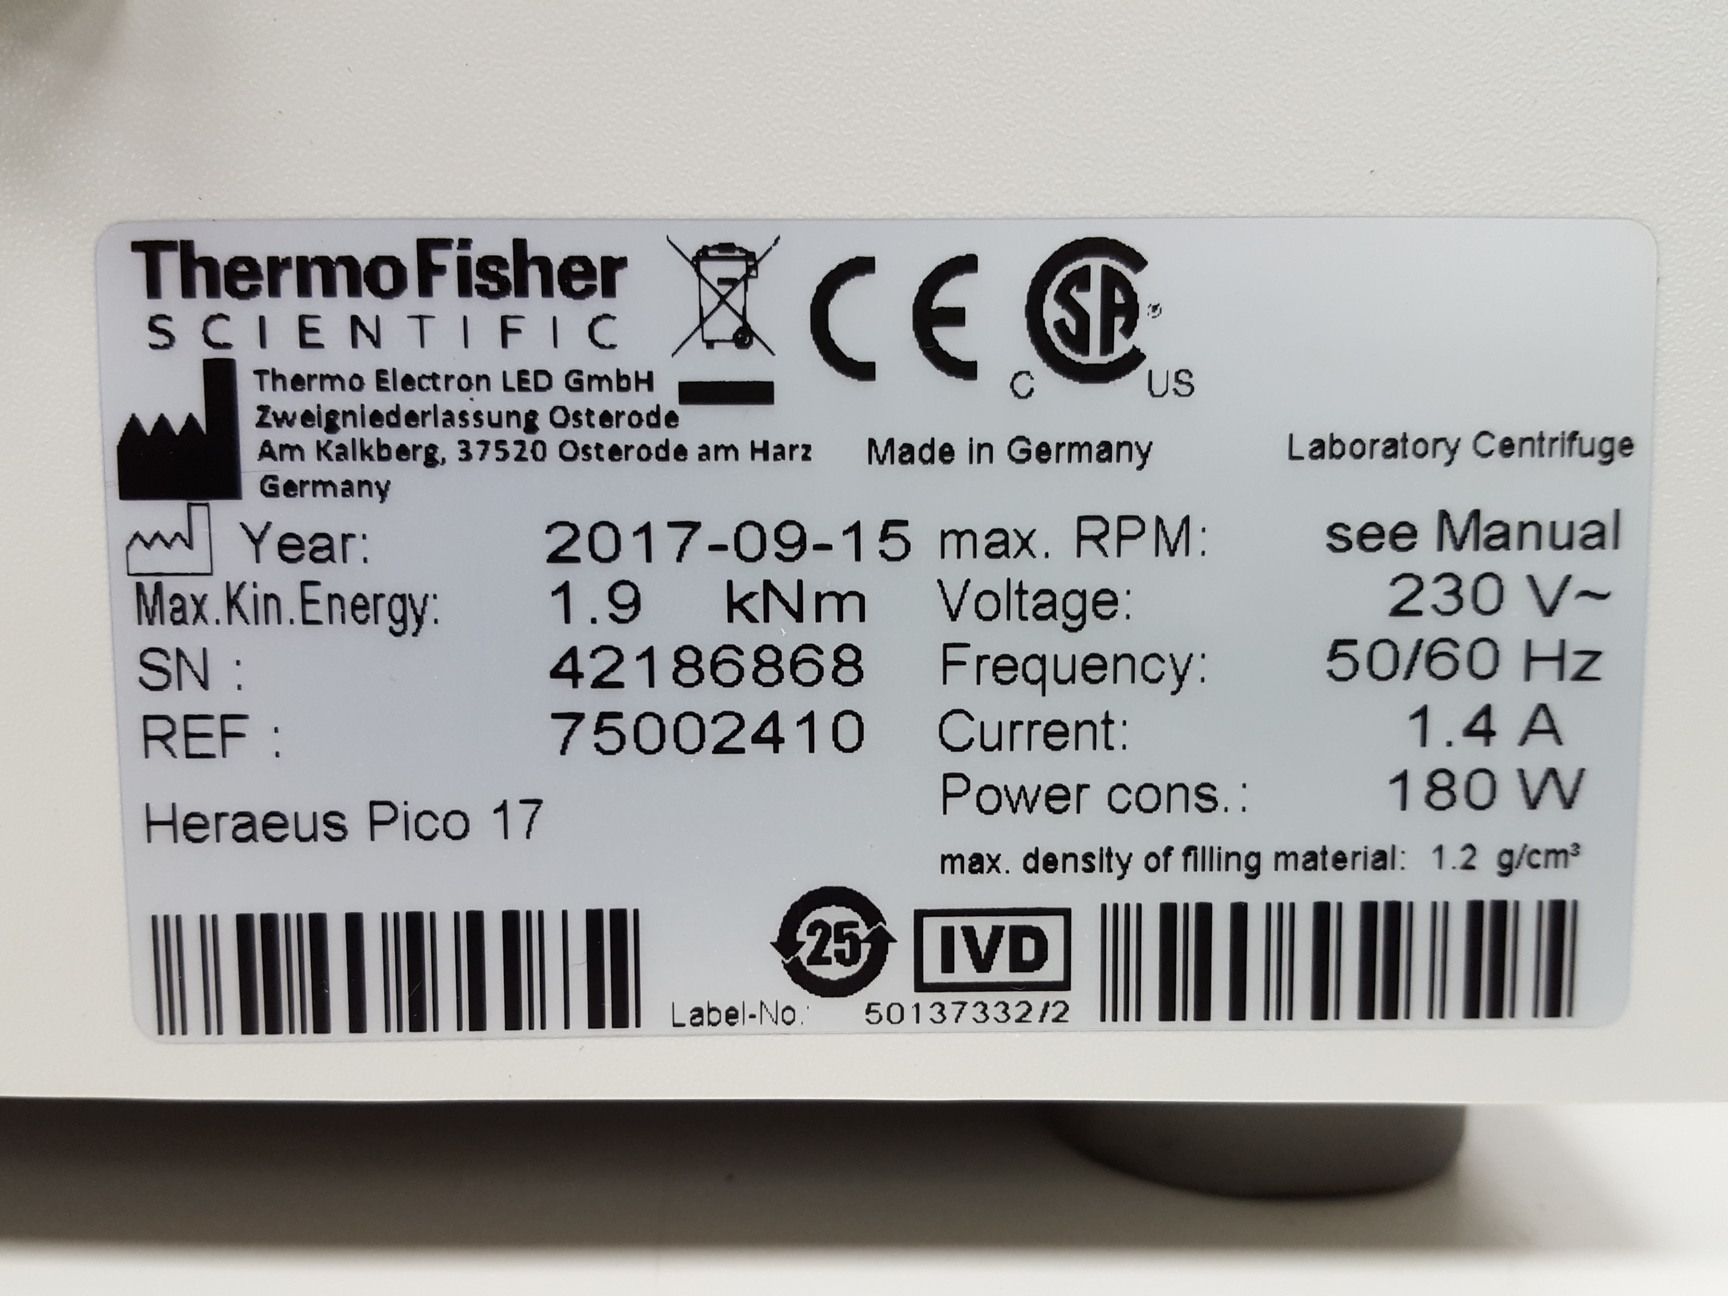 ThermoFisher
SCIENTIFIC
CE
C SA US
Thermo Electron LED GmbH
Zweigniederlassung Osterode
Am Kalkberg, 37520 Osterode am Harz
Germany
Made in Germany
Laboratory Centrifuge
Year: 2017-09-15
max. RPM: see Manual
Max.Kin.Energy: 1.9 kNm
Voltage: 230 V~
SN : 42186868
Frequency: 50/60 Hz
REF : 75002410
Current: 1.4 A
Power cons.: 180 W
Heraeus Pico 17
max. density of filling material: 1.2 g/cm³
25
IVD
Label-No.: 50137332/2